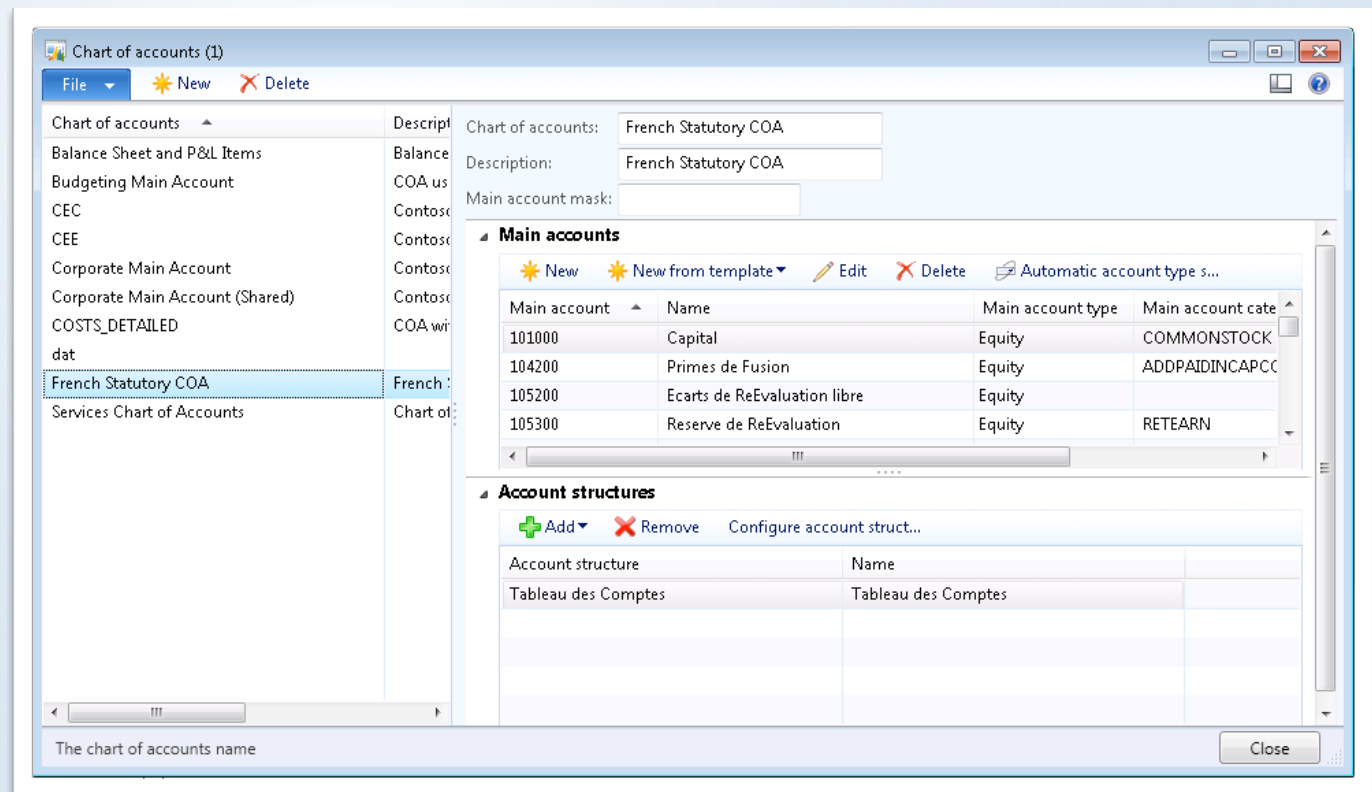 Chart of accounts (1)
File New Delete
Chart of accounts Descript
Balance Sheet and P&L Items Balance
Budgeting Main Account COA us
CEC Contoso
CEE Contoso
Corporate Main Account Contoso
Corporate Main Account (Shared) Contoso
COSTS_DETAILED COA wit
dat
French Statutory COA French S
Services Chart of Accounts Chart of
Chart of accounts: French Statutory COA
Description: French Statutory COA
Main account mask:
Main accounts
New New from template Edit Delete Automatic account type s...
Main account Name Main account type Main account cate
101000 Capital Equity COMMONSTOCK
104200 Primes de Fusion Equity ADDPAIDINCAPCO
105200 Ecarts de ReEvaluation libre Equity
105300 Reserve de ReEvaluation Equity RETEARN
Account structures
Add Remove Configure account struct...
Account structure Name
Tableau des Comptes Tableau des Comptes
The chart of accounts name Close